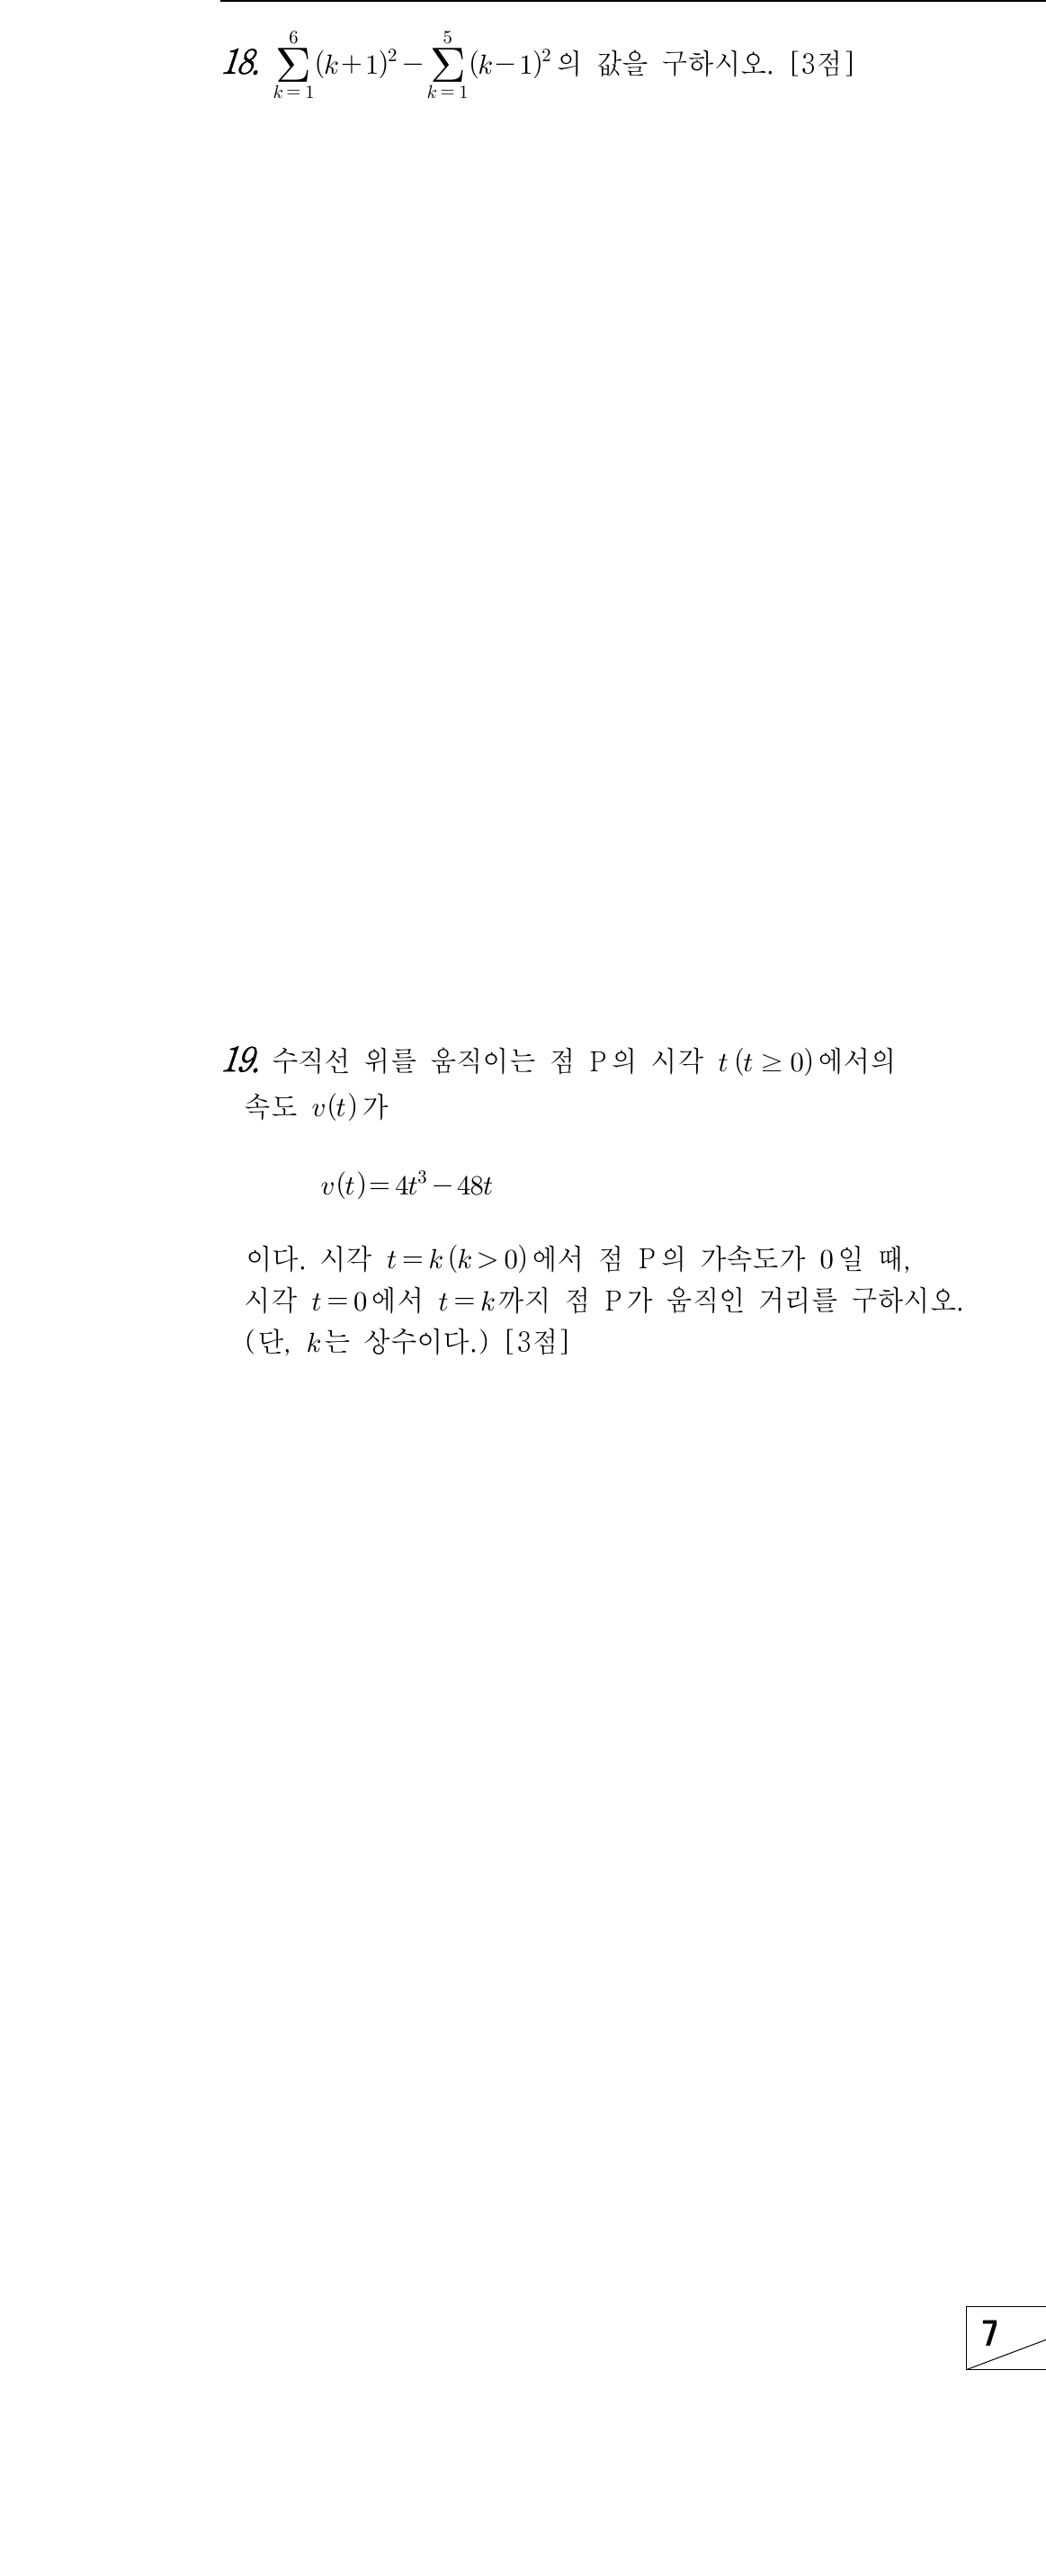 18. $\sum_{k=1}^{6}(k+1)^2 - \sum_{k=1}^{5}(k-1)^2$의 값을 구하시오. [3점]
19. 수직선 위를 움직이는 점 P의 시각 $t\,(t \geq 0)$에서의
속도 $v(t)$가
$v(t) = 4t^3 - 48t$
이다. 시각 $t = k\,(k > 0)$에서 점 P의 가속도가 0일 때,
시각 $t = 0$에서 $t = k$까지 점 P가 움직인 거리를 구하시오.
(단, $k$는 상수이다.) [3점]
7